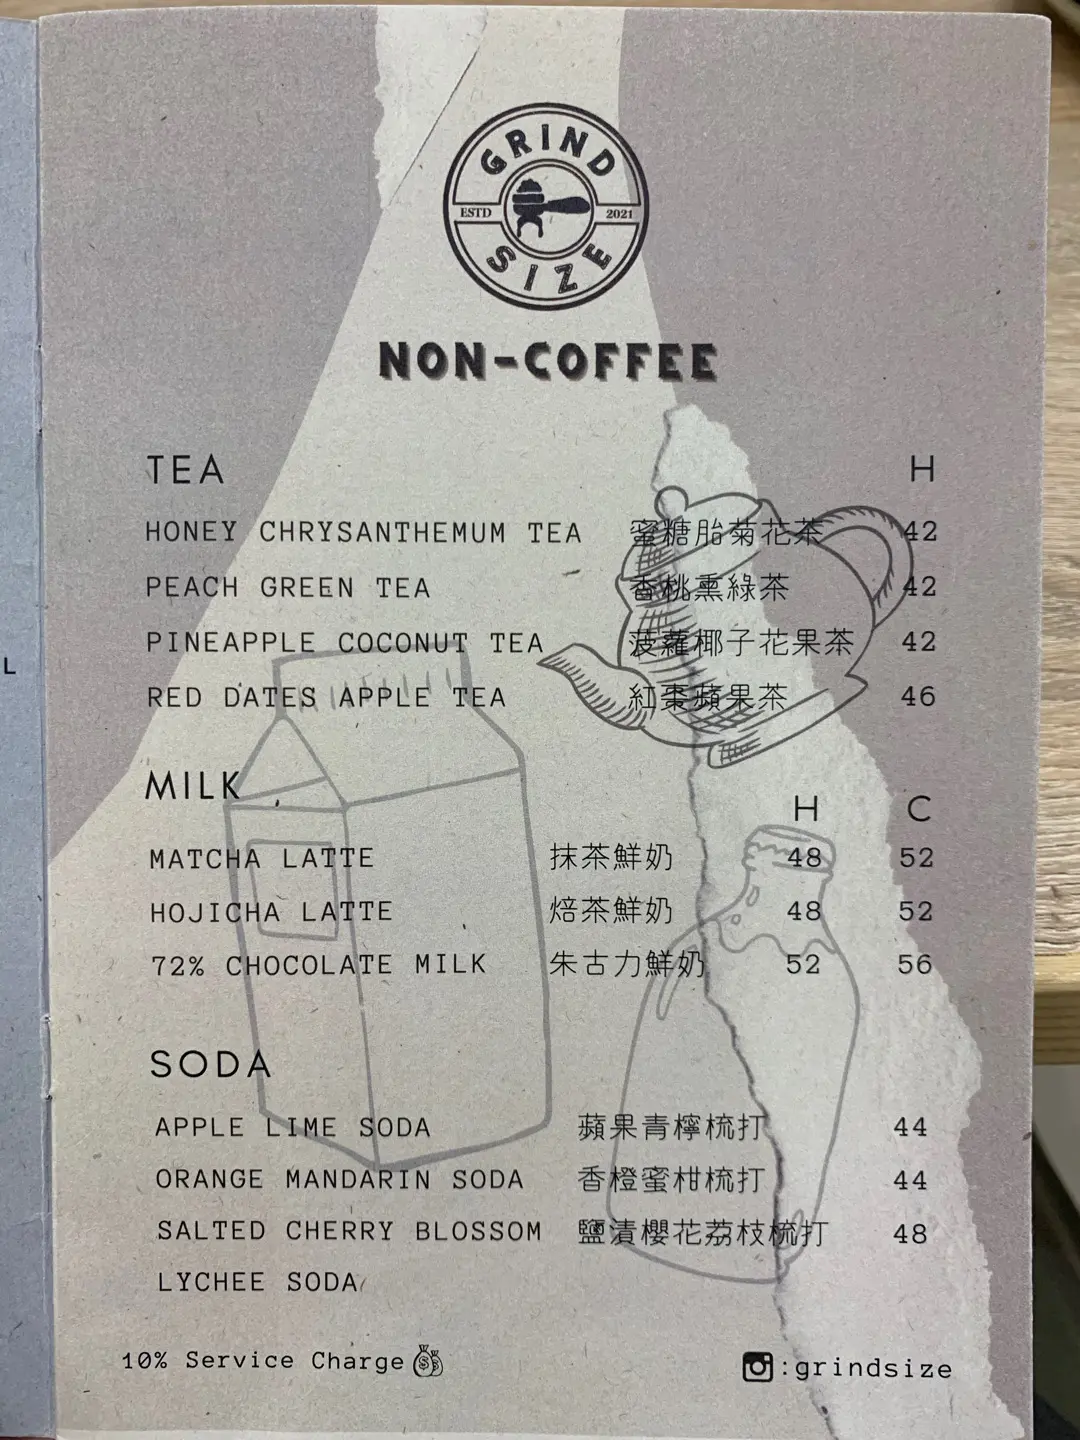 GRIND
ESTD 2021
SIZE
NON-COFFEE
TEA H
HONEY CHRYSANTHEMUM TEA 蜜糖胎菊花茶 42
PEACH GREEN TEA 香桃熏綠茶 42
PINEAPPLE COCONUT TEA 菠蘿椰子花果茶 42
RED DATES APPLE TEA 紅棗蘋果茶 46
L
MILK H C
MATCHA LATTE 抹茶鮮奶 48 52
HOJICHA LATTE 焙茶鮮奶 48 52
72% CHOCOLATE MILK 朱古力鮮奶 52 56
SODA
APPLE LIME SODA 蘋果青檸梳打 44
ORANGE MANDARIN SODA 香橙蜜柑梳打 44
SALTED CHERRY BLOSSOM 鹽漬櫻花荔枝梳打 48
LYCHEE SODA
10% Service Charge
:grindsize